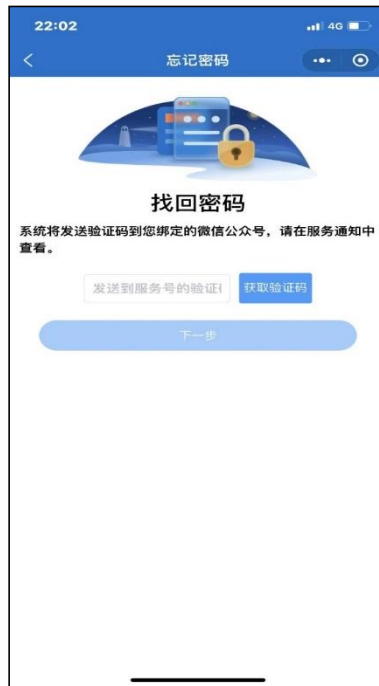 22:02
4G
忘记密码
找回密码
系统将发送验证码到您绑定的微信公众号，请在服务通知中
查看。
发送到服务号的验证
获取验证码
下一步